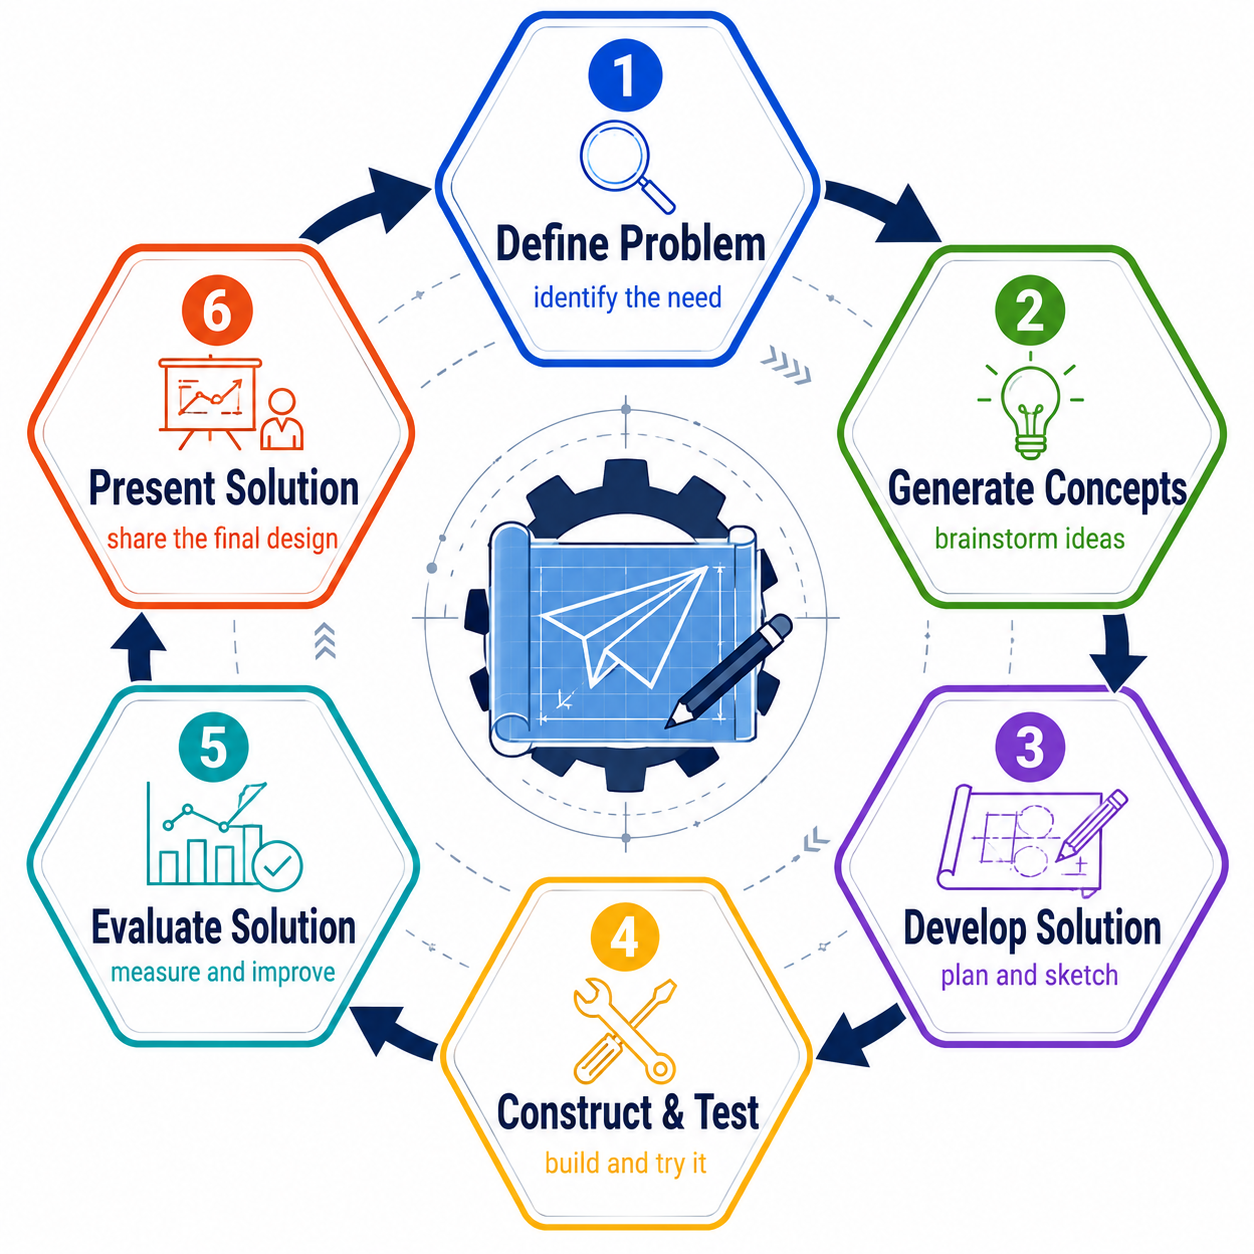 1
Define Problem
identify the need
2
Generate Concepts
brainstorm ideas
3
Develop Solution
plan and sketch
4
Construct & Test
build and try it
5
Evaluate Solution
measure and improve
6
Present Solution
share the final design